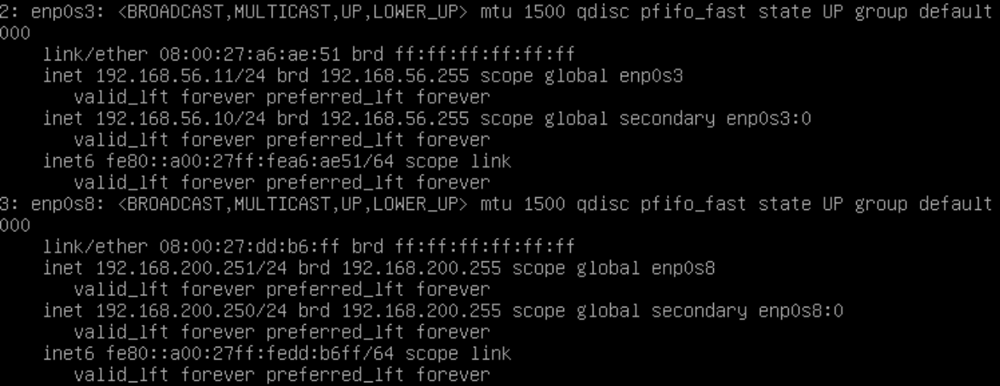 2: enp0s3: <BROADCAST,MULTICAST,UP,LOWER_UP> mtu 1500 qdisc pfifo_fast state UP group default
000
link/ether 08:00:27:a6:ae:51 brd ff:ff:ff:ff:ff:ff
inet 192.168.56.11/24 brd 192.168.56.255 scope global enp0s3
valid_lft forever preferred_lft forever
inet 192.168.56.10/24 brd 192.168.56.255 scope global secondary enp0s3:0
valid_lft forever preferred_lft forever
inet6 fe80::a00:27ff:fea6:ae51/64 scope link
valid_lft forever preferred_lft forever
3: enp0s8: <BROADCAST,MULTICAST,UP,LOWER_UP> mtu 1500 qdisc pfifo_fast state UP group default
000
link/ether 08:00:27:dd:b6:ff brd ff:ff:ff:ff:ff:ff
inet 192.168.200.251/24 brd 192.168.200.255 scope global enp0s8
valid_lft forever preferred_lft forever
inet 192.168.200.250/24 brd 192.168.200.255 scope global secondary enp0s8:0
valid_lft forever preferred_lft forever
inet6 fe80::a00:27ff:fedd:b6ff/64 scope link
valid_lft forever preferred_lft forever